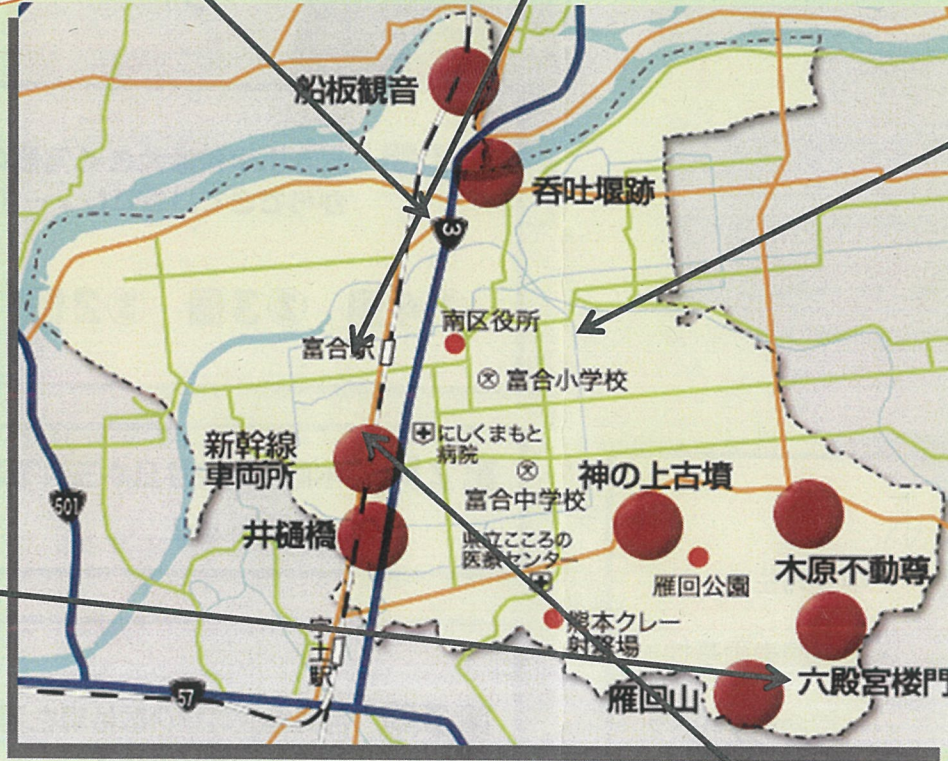 船板観音
呑吐堰跡
3
南区役所
富合駅
富合小学校
新幹線
車両所
にしくまもと
病院
富合中学校
神の上古墳
501
井樋橋
県立こころの
医療センター
雁回公園
木原不動尊
熊本クレー
射盤場
宇土駅
六殿宮楼門
雁回山
57